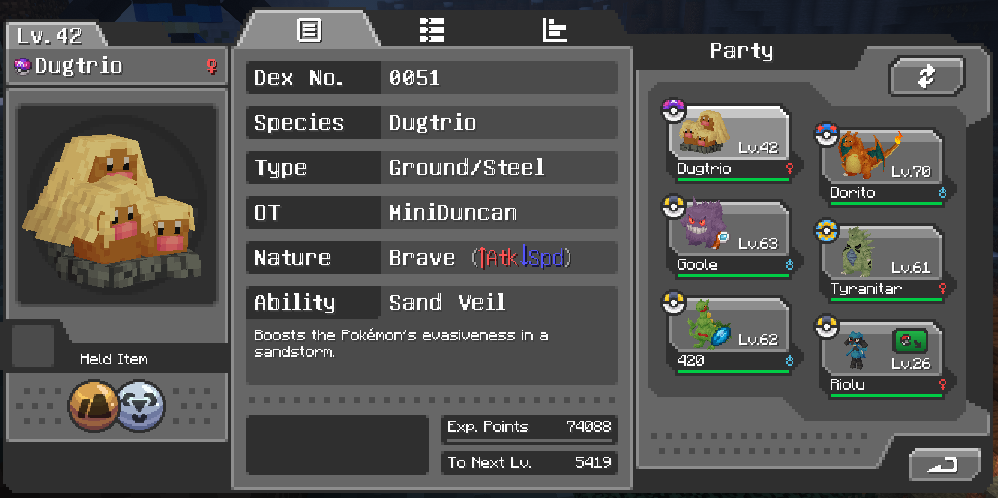 Lv. 42
Dugtrio ♀
Held Item
Dex No. 0051
Species Dugtrio
Type Ground/Steel
OT MiniDuncan
Nature Brave (↑Atk↓Spd)
Ability Sand Veil
Boosts the Pokémon's evasiveness in a
sandstorm.
Exp. Points 74088
To Next Lv. 5419
Party
Lv.42
Dugtrio ♀
Lv.70
Dorito ♂
Lv.63
Goole ♂
Lv.61
Tyranitar ♀
Lv.62
420 ♂
Lv.26
Riolu ♀